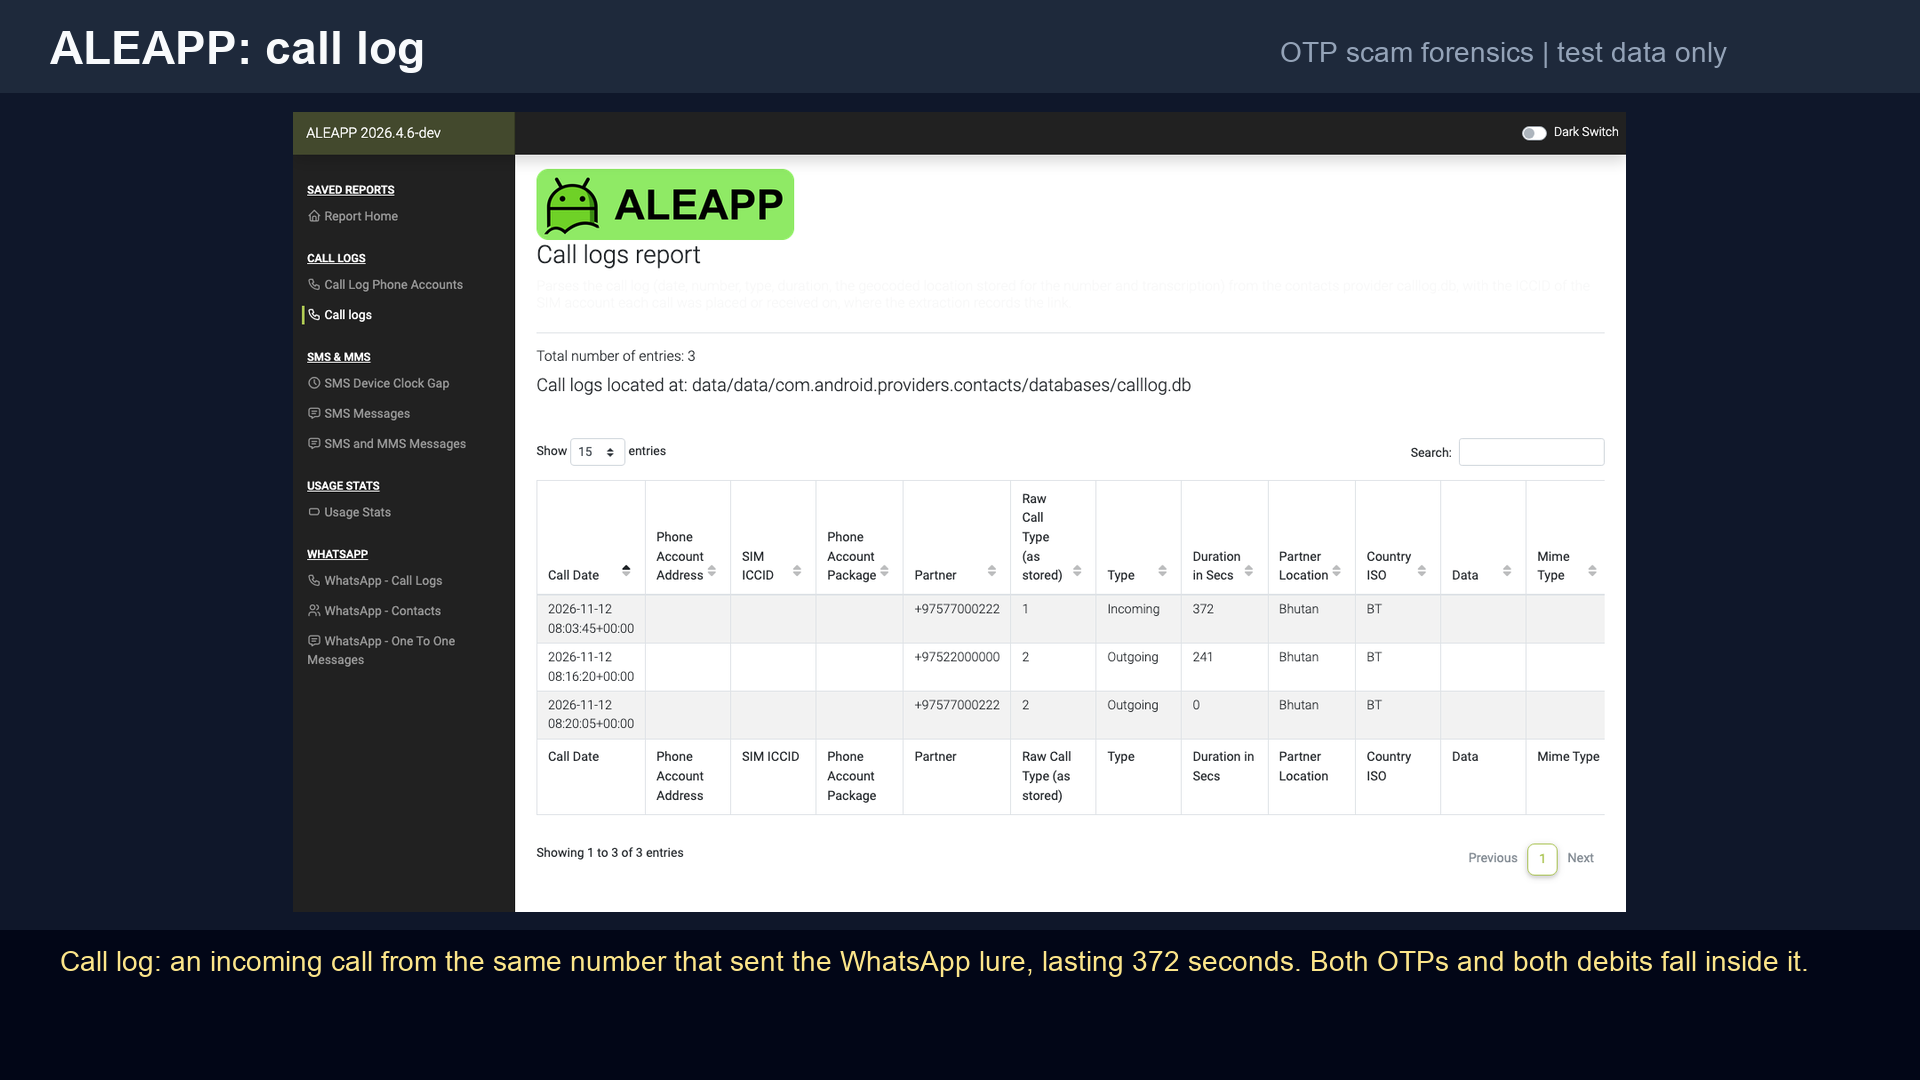 ALEAPP: call log
OTP scam forensics | test data only
ALEAPP 2026.4.6-dev
Dark Switch
SAVED REPORTS
Report Home
CALL LOGS
Call Log Phone Accounts
Call logs
SMS & MMS
SMS Device Clock Gap
SMS Messages
SMS and MMS Messages
USAGE STATS
Usage Stats
WHATSAPP
WhatsApp - Call Logs
WhatsApp - Contacts
WhatsApp - One To One
Messages
ALEAPP
Call logs report
Total number of entries: 3
Call logs located at: data/data/com.android.providers.contacts/databases/calllog.db
Show 15 entries
Search:
Call Date Phone Account Address SIM ICCID Phone Account Package Partner Raw Call Type (as stored) Type Duration in Secs Partner Location Country ISO Data Mime Type
2026-11-12 08:03:45+00:00 +97577000222 1 Incoming 372 Bhutan BT
2026-11-12 08:16:20+00:00 +97522000000 2 Outgoing 241 Bhutan BT
2026-11-12 08:20:05+00:00 +97577000222 2 Outgoing 0 Bhutan BT
Call Date Phone Account Address SIM ICCID Phone Account Package Partner Raw Call Type (as stored) Type Duration in Secs Partner Location Country ISO Data Mime Type
Showing 1 to 3 of 3 entries
Previous 1 Next
Call log: an incoming call from the same number that sent the WhatsApp lure, lasting 372 seconds. Both OTPs and both debits fall inside it.